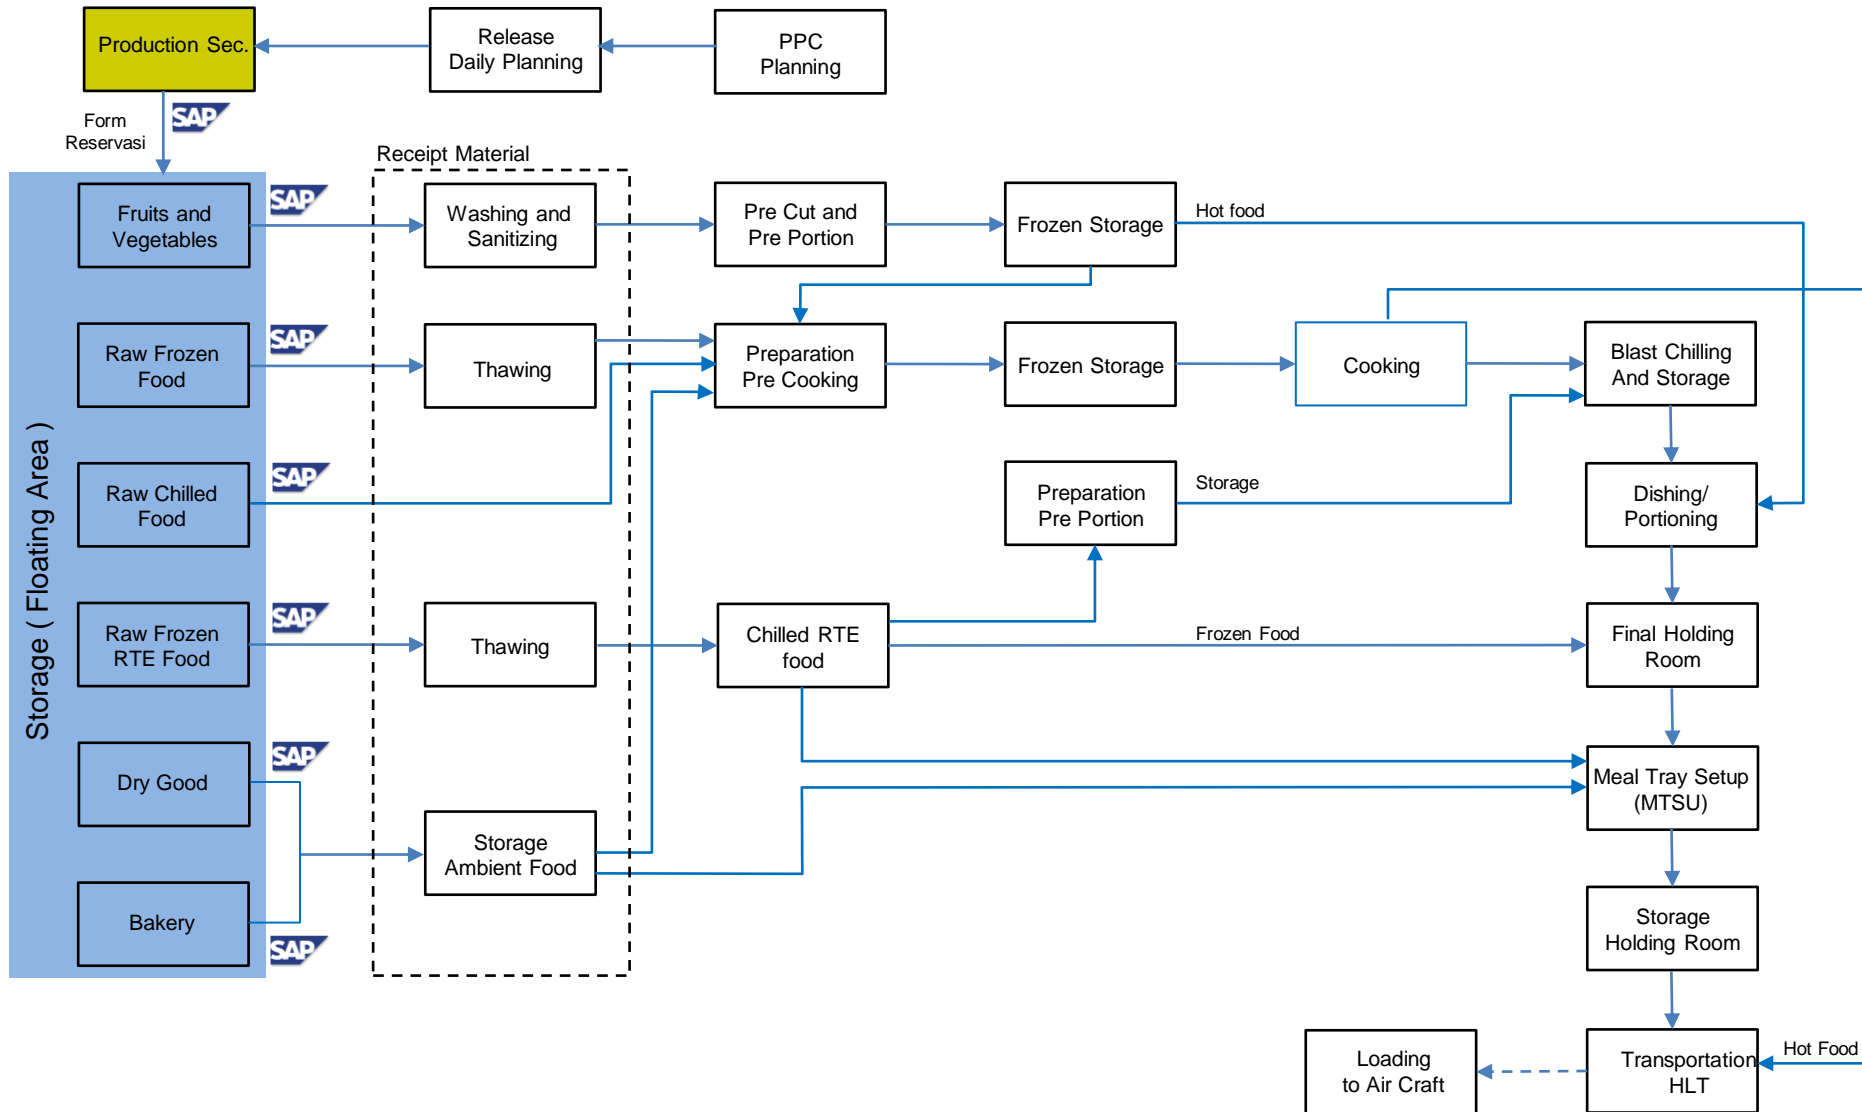 Production Sec.
Release
Daily Planning
PPC
Planning
Form
Reservasi
SAP
Receipt Material
Storage ( Floating Area )
Fruits and
Vegetables
SAP
Washing and
Sanitizing
Pre Cut and
Pre Portion
Frozen Storage
Hot food
Raw Frozen
Food
SAP
Thawing
Preparation
Pre Cooking
Frozen Storage
Cooking
Blast Chilling
And Storage
Raw Chilled
Food
SAP
Preparation
Pre Portion
Storage
Dishing/
Portioning
Raw Frozen
RTE Food
SAP
Thawing
Chilled RTE
food
Frozen Food
Final Holding
Room
Dry Good
SAP
Meal Tray Setup
(MTSU)
Storage
Ambient Food
Bakery
SAP
Storage
Holding Room
Loading
to Air Craft
Transportation
HLT
Hot Food